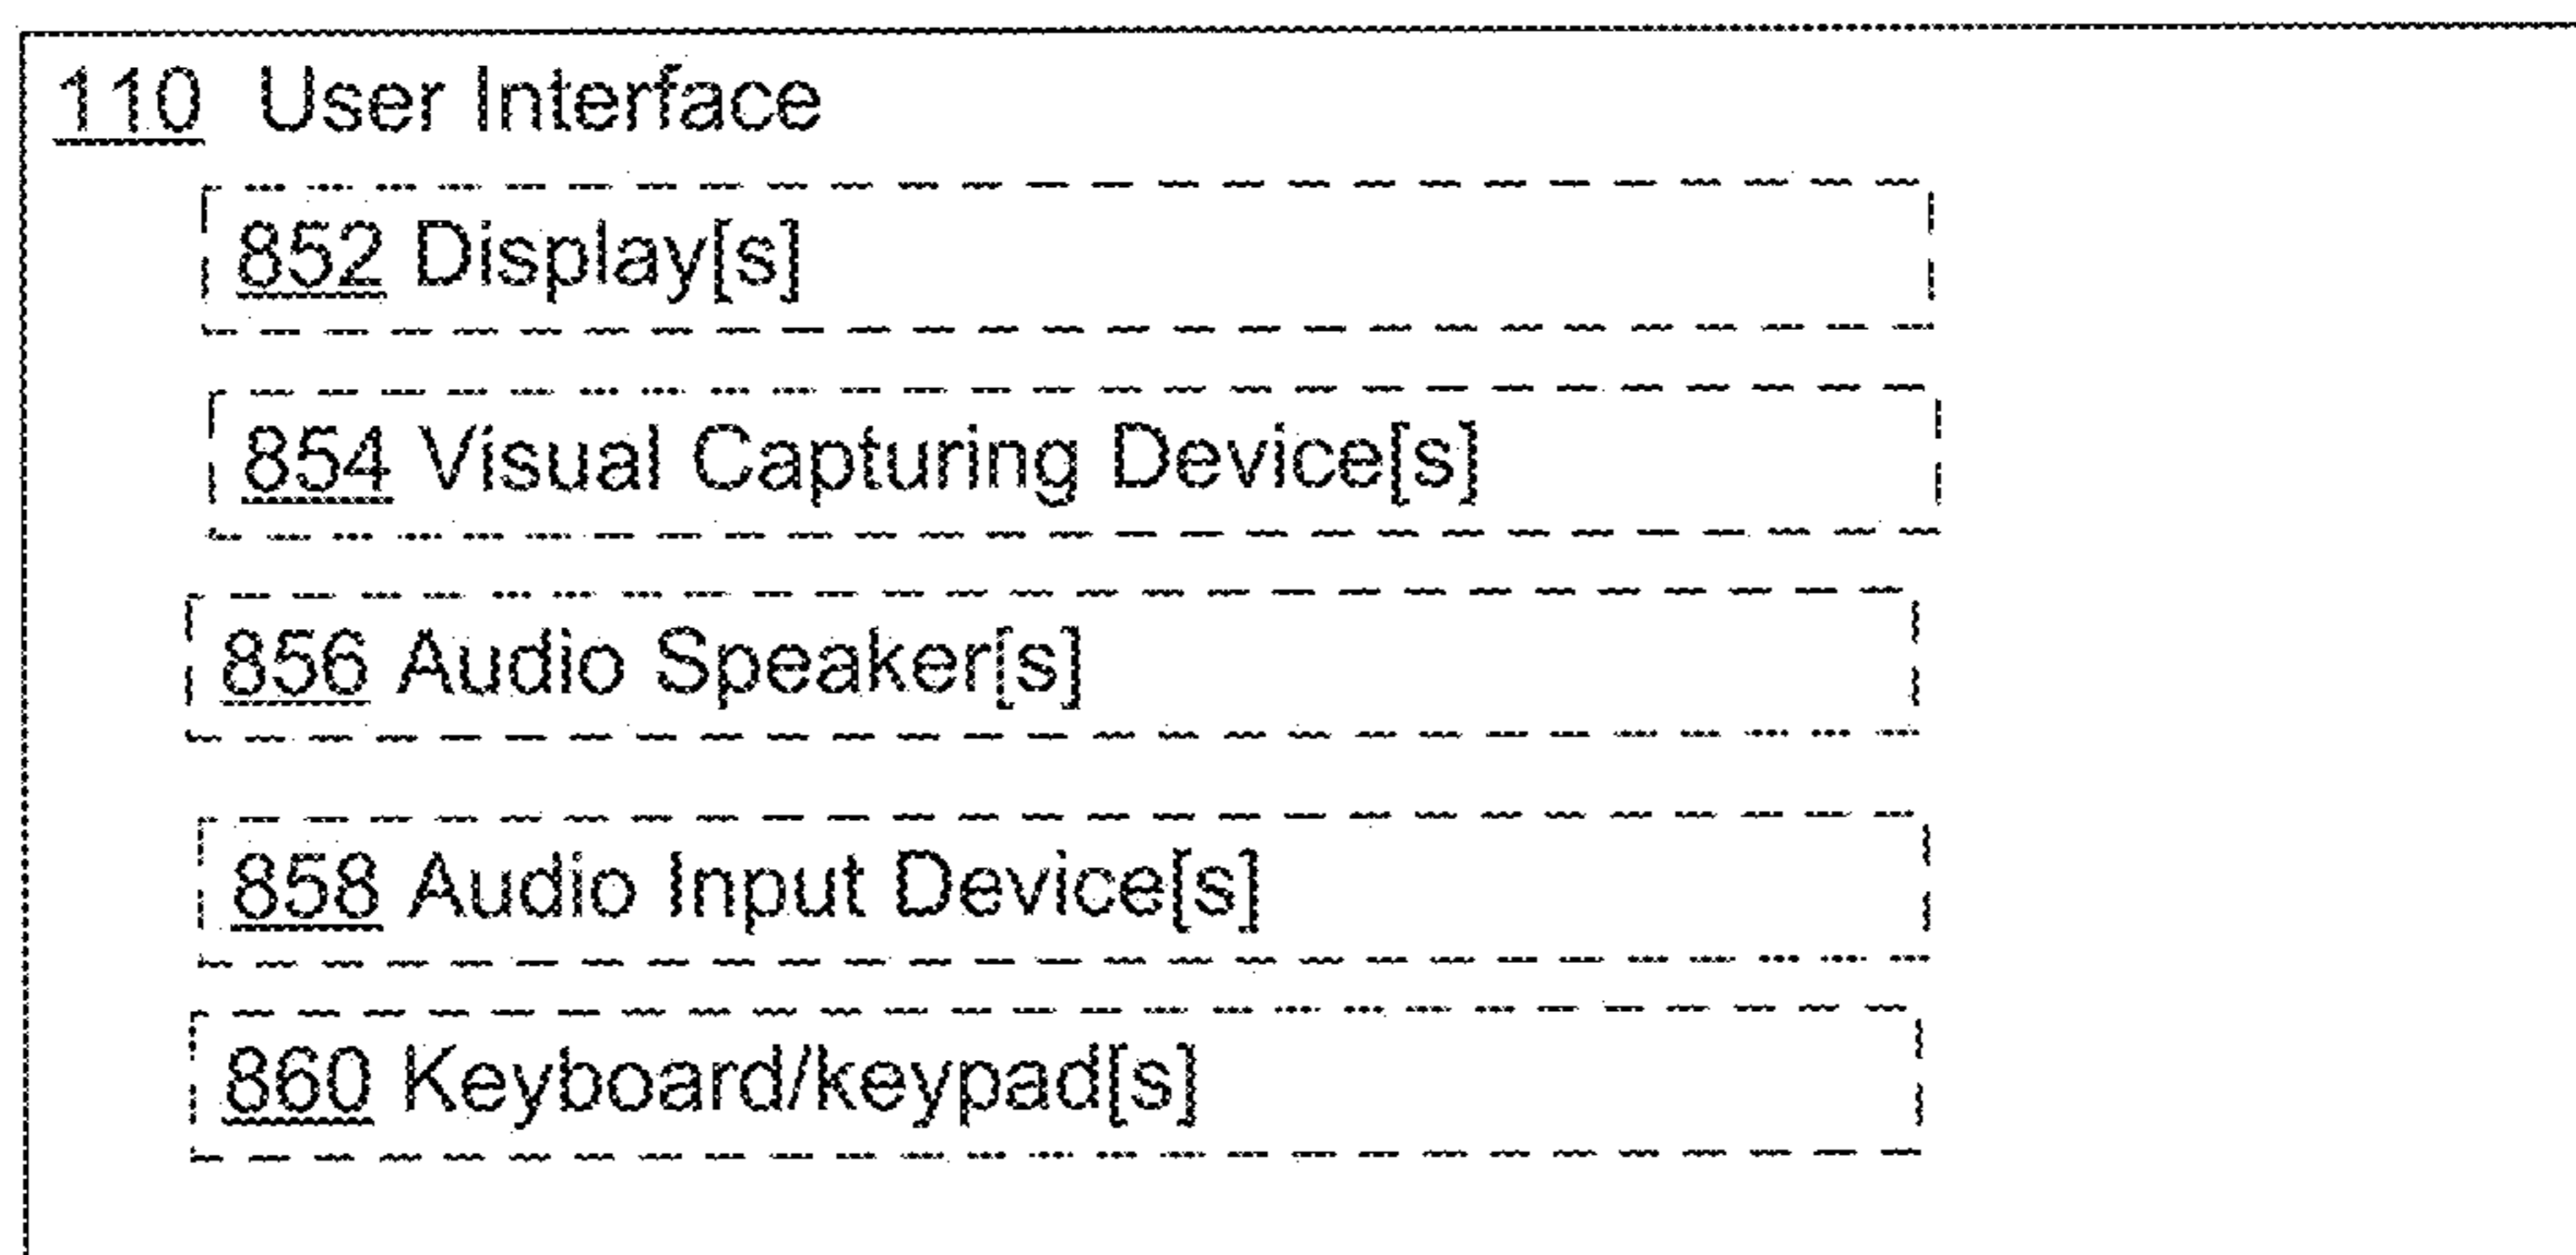 110 User Interface
852 Display[s]
854 Visual Capturing Device[s]
856 Audio Speaker[s]
858 Audio Input Device[s]
860 Keyboard/keypad[s]